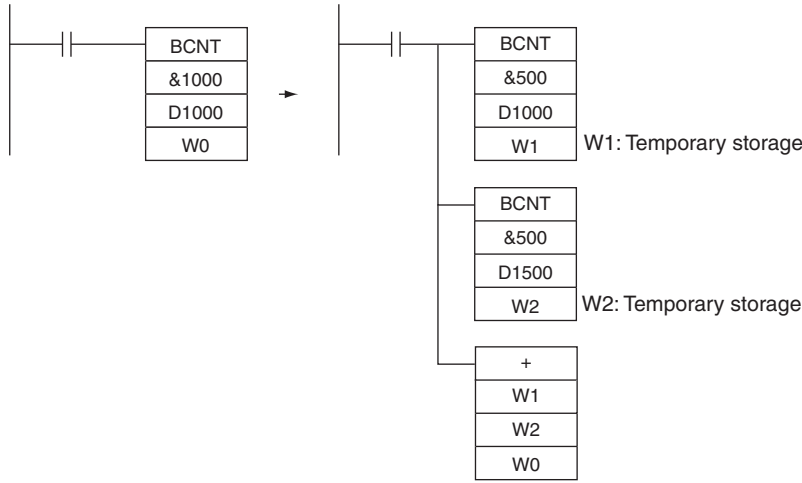 BCNT
&1000
D1000
W0
BCNT
&500
D1000
W1
W1: Temporary storage
BCNT
&500
D1500
W2
W2: Temporary storage
+
W1
W2
W0